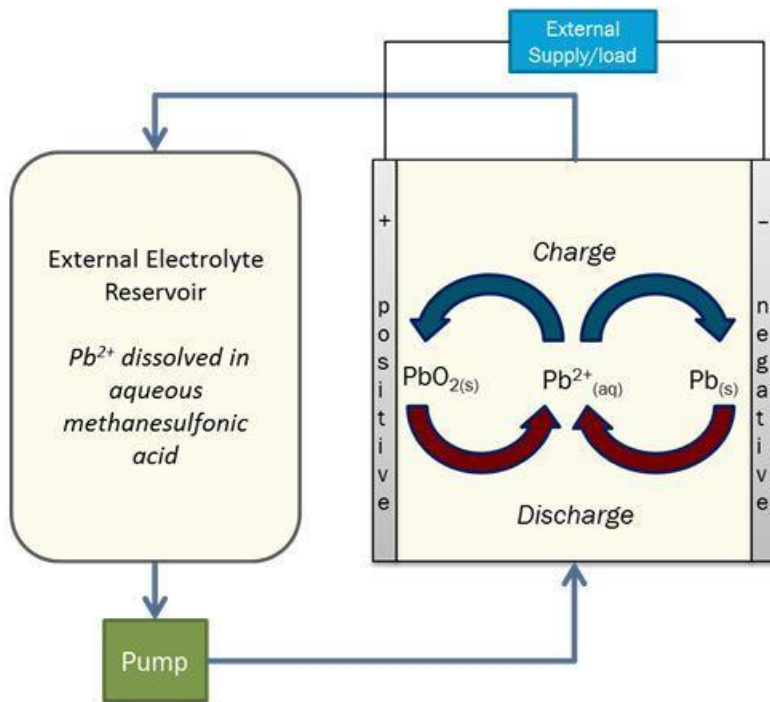 External
Supply/load
External Electrolyte
Reservoir
Pb²⁺ dissolved in
aqueous
methanesulfonic
acid
Pump
+
positive
Charge
PbO₂₍ₛ₎ Pb²⁺₍aq₎ Pb₍ₛ₎
Discharge
–
negative